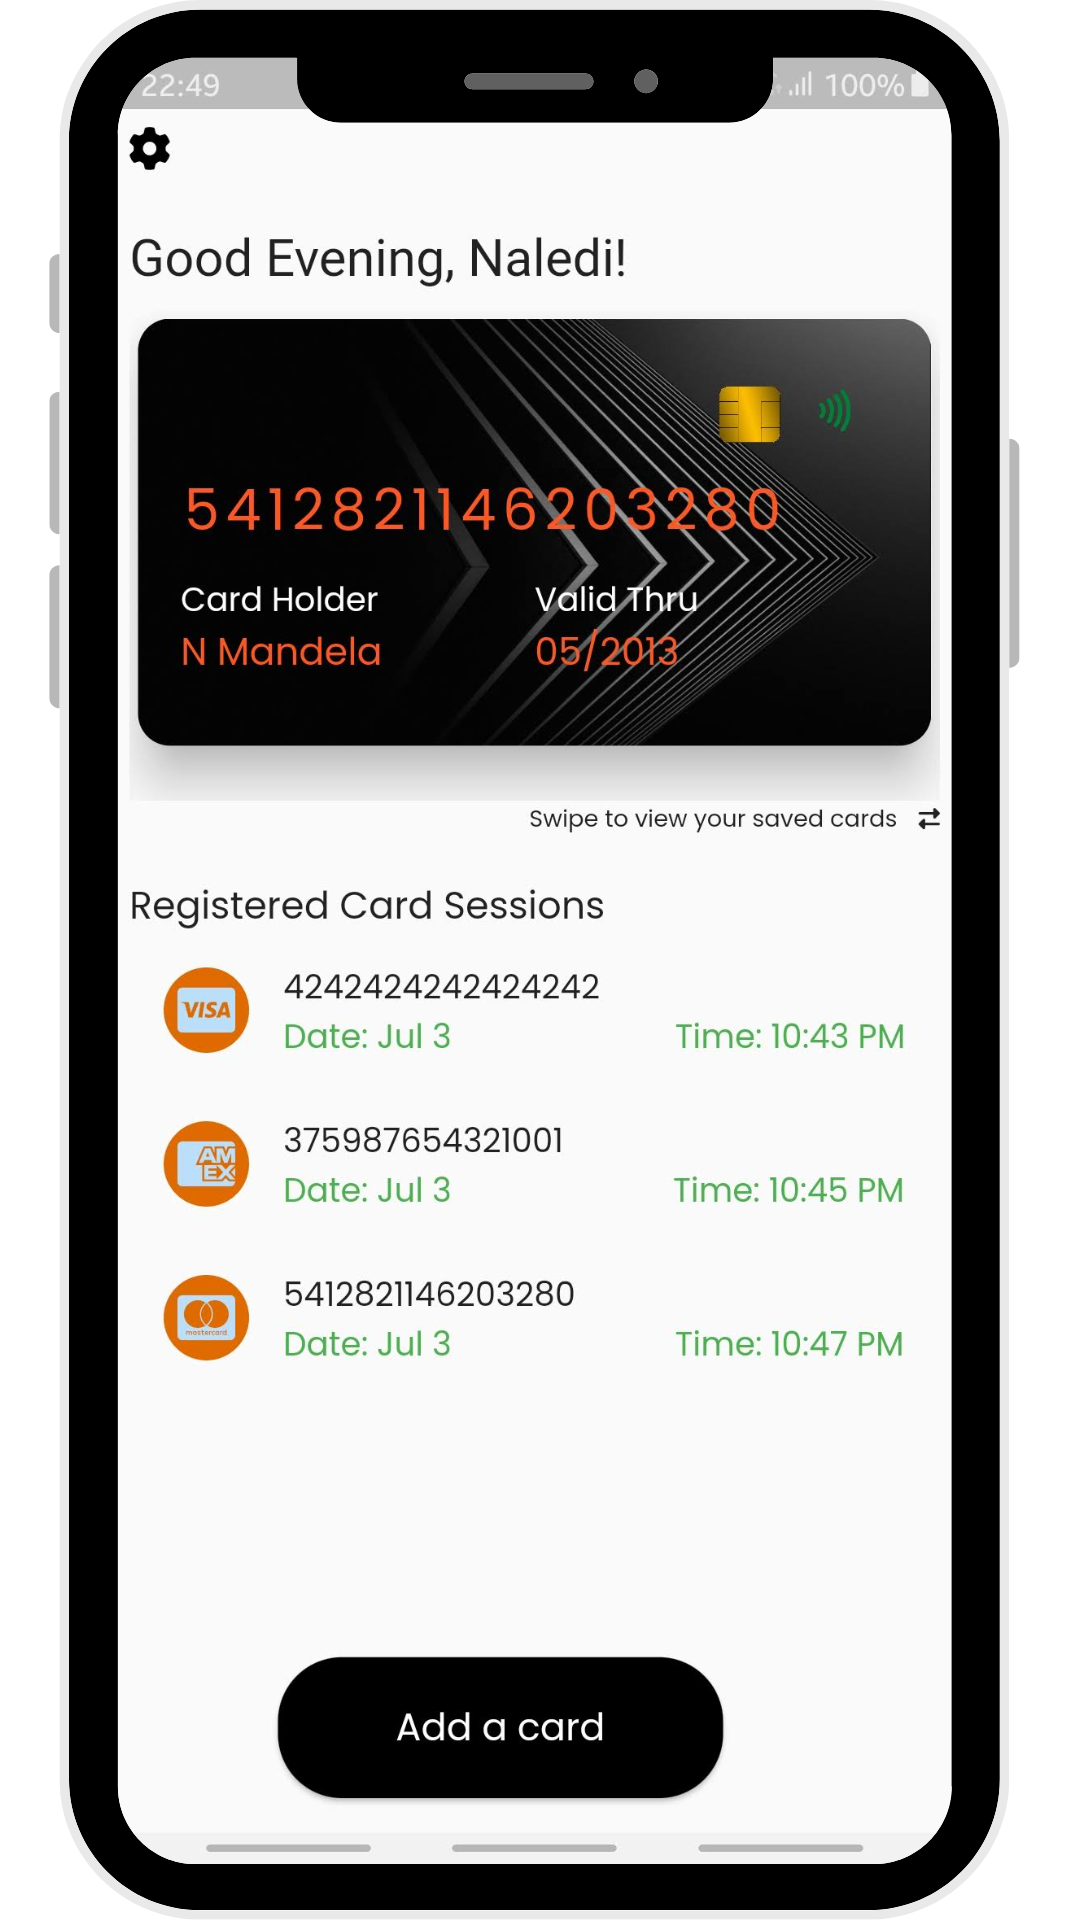 22:49
100%
Good Evening, Naledi!
5412821146203280
Card Holder Valid Thru
N Mandela 05/2013
Swipe to view your saved cards
Registered Card Sessions
VISA
4242424242424242
Date: Jul 3 Time: 10:43 PM
AM
EX
375987654321001
Date: Jul 3 Time: 10:45 PM
mastercard
5412821146203280
Date: Jul 3 Time: 10:47 PM
Add a card